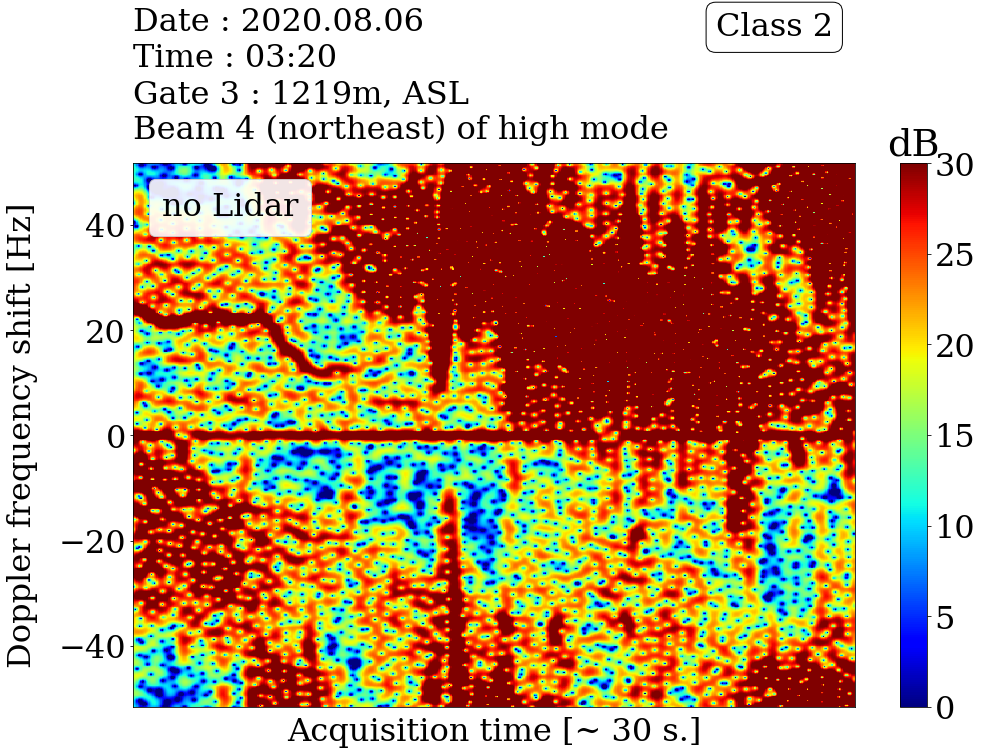 Date : 2020.08.06
Time : 03:20
Gate 3 : 1219m, ASL
Beam 4 (northeast) of high mode
Class 2
dB
no Lidar
Doppler frequency shift [Hz]
40
20
0
−20
−40
30
25
20
15
10
5
0
Acquisition time [~ 30 s.]